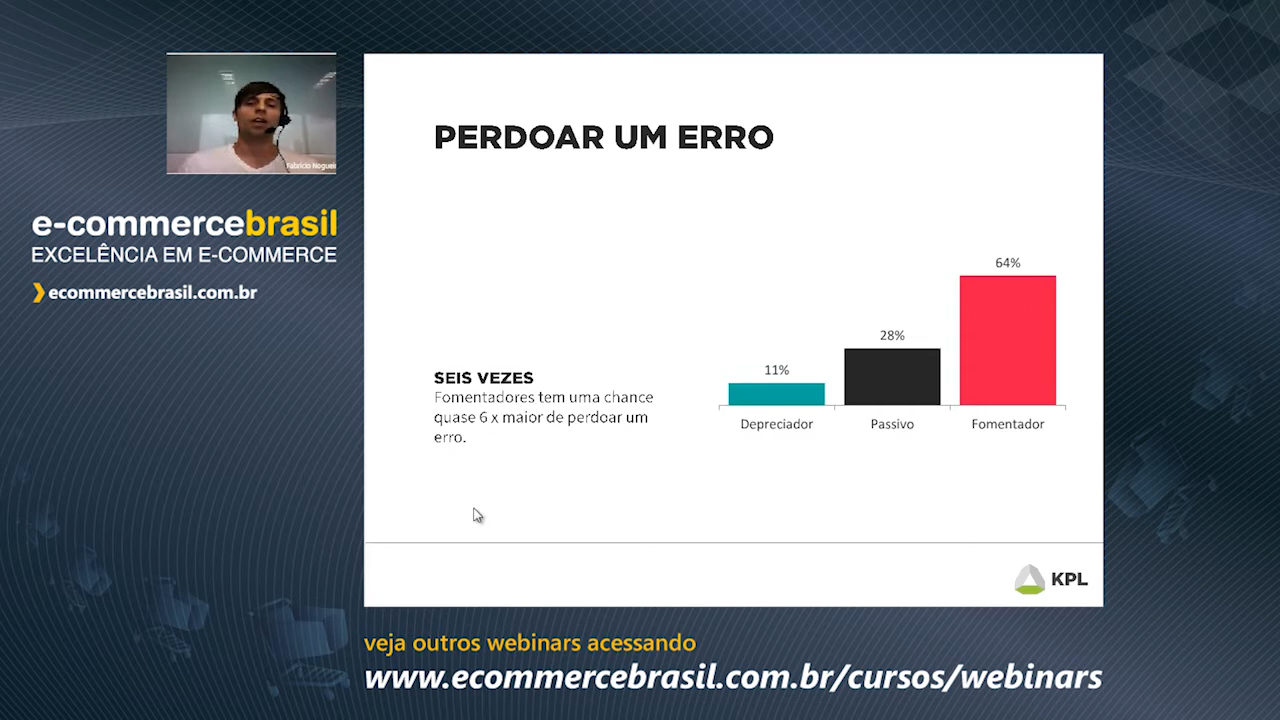 Fabricio Noguei
e-commercebrasil
EXCELÊNCIA EM E-COMMERCE
ecommercebrasil.com.br
PERDOAR UM ERRO
SEIS VEZES
Fomentadores tem uma chance
quase 6 x maior de perdoar um
erro.
64%
28%
11%
Depreciador Passivo Fomentador
KPL
veja outros webinars acessando
www.ecommercebrasil.com.br/cursos/webinars